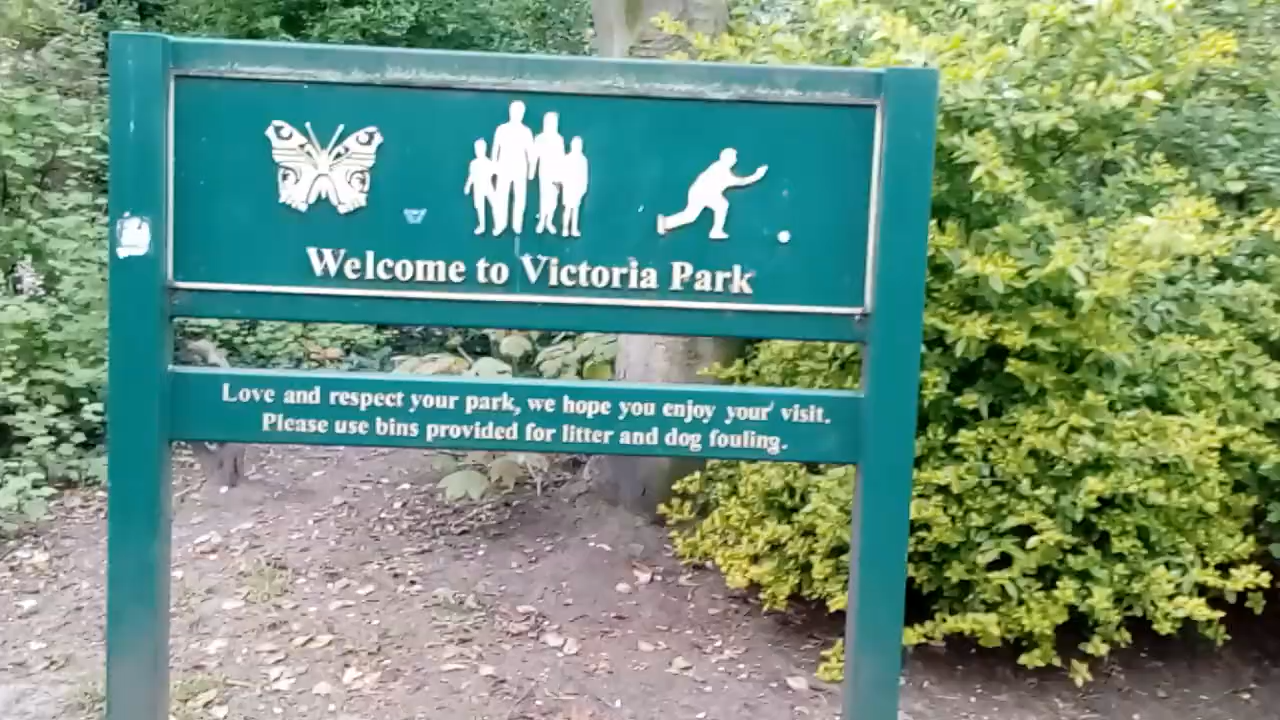 Welcome to Victoria Park
Love and respect your park, we hope you enjoy your visit.
Please use bins provided for litter and dog fouling.